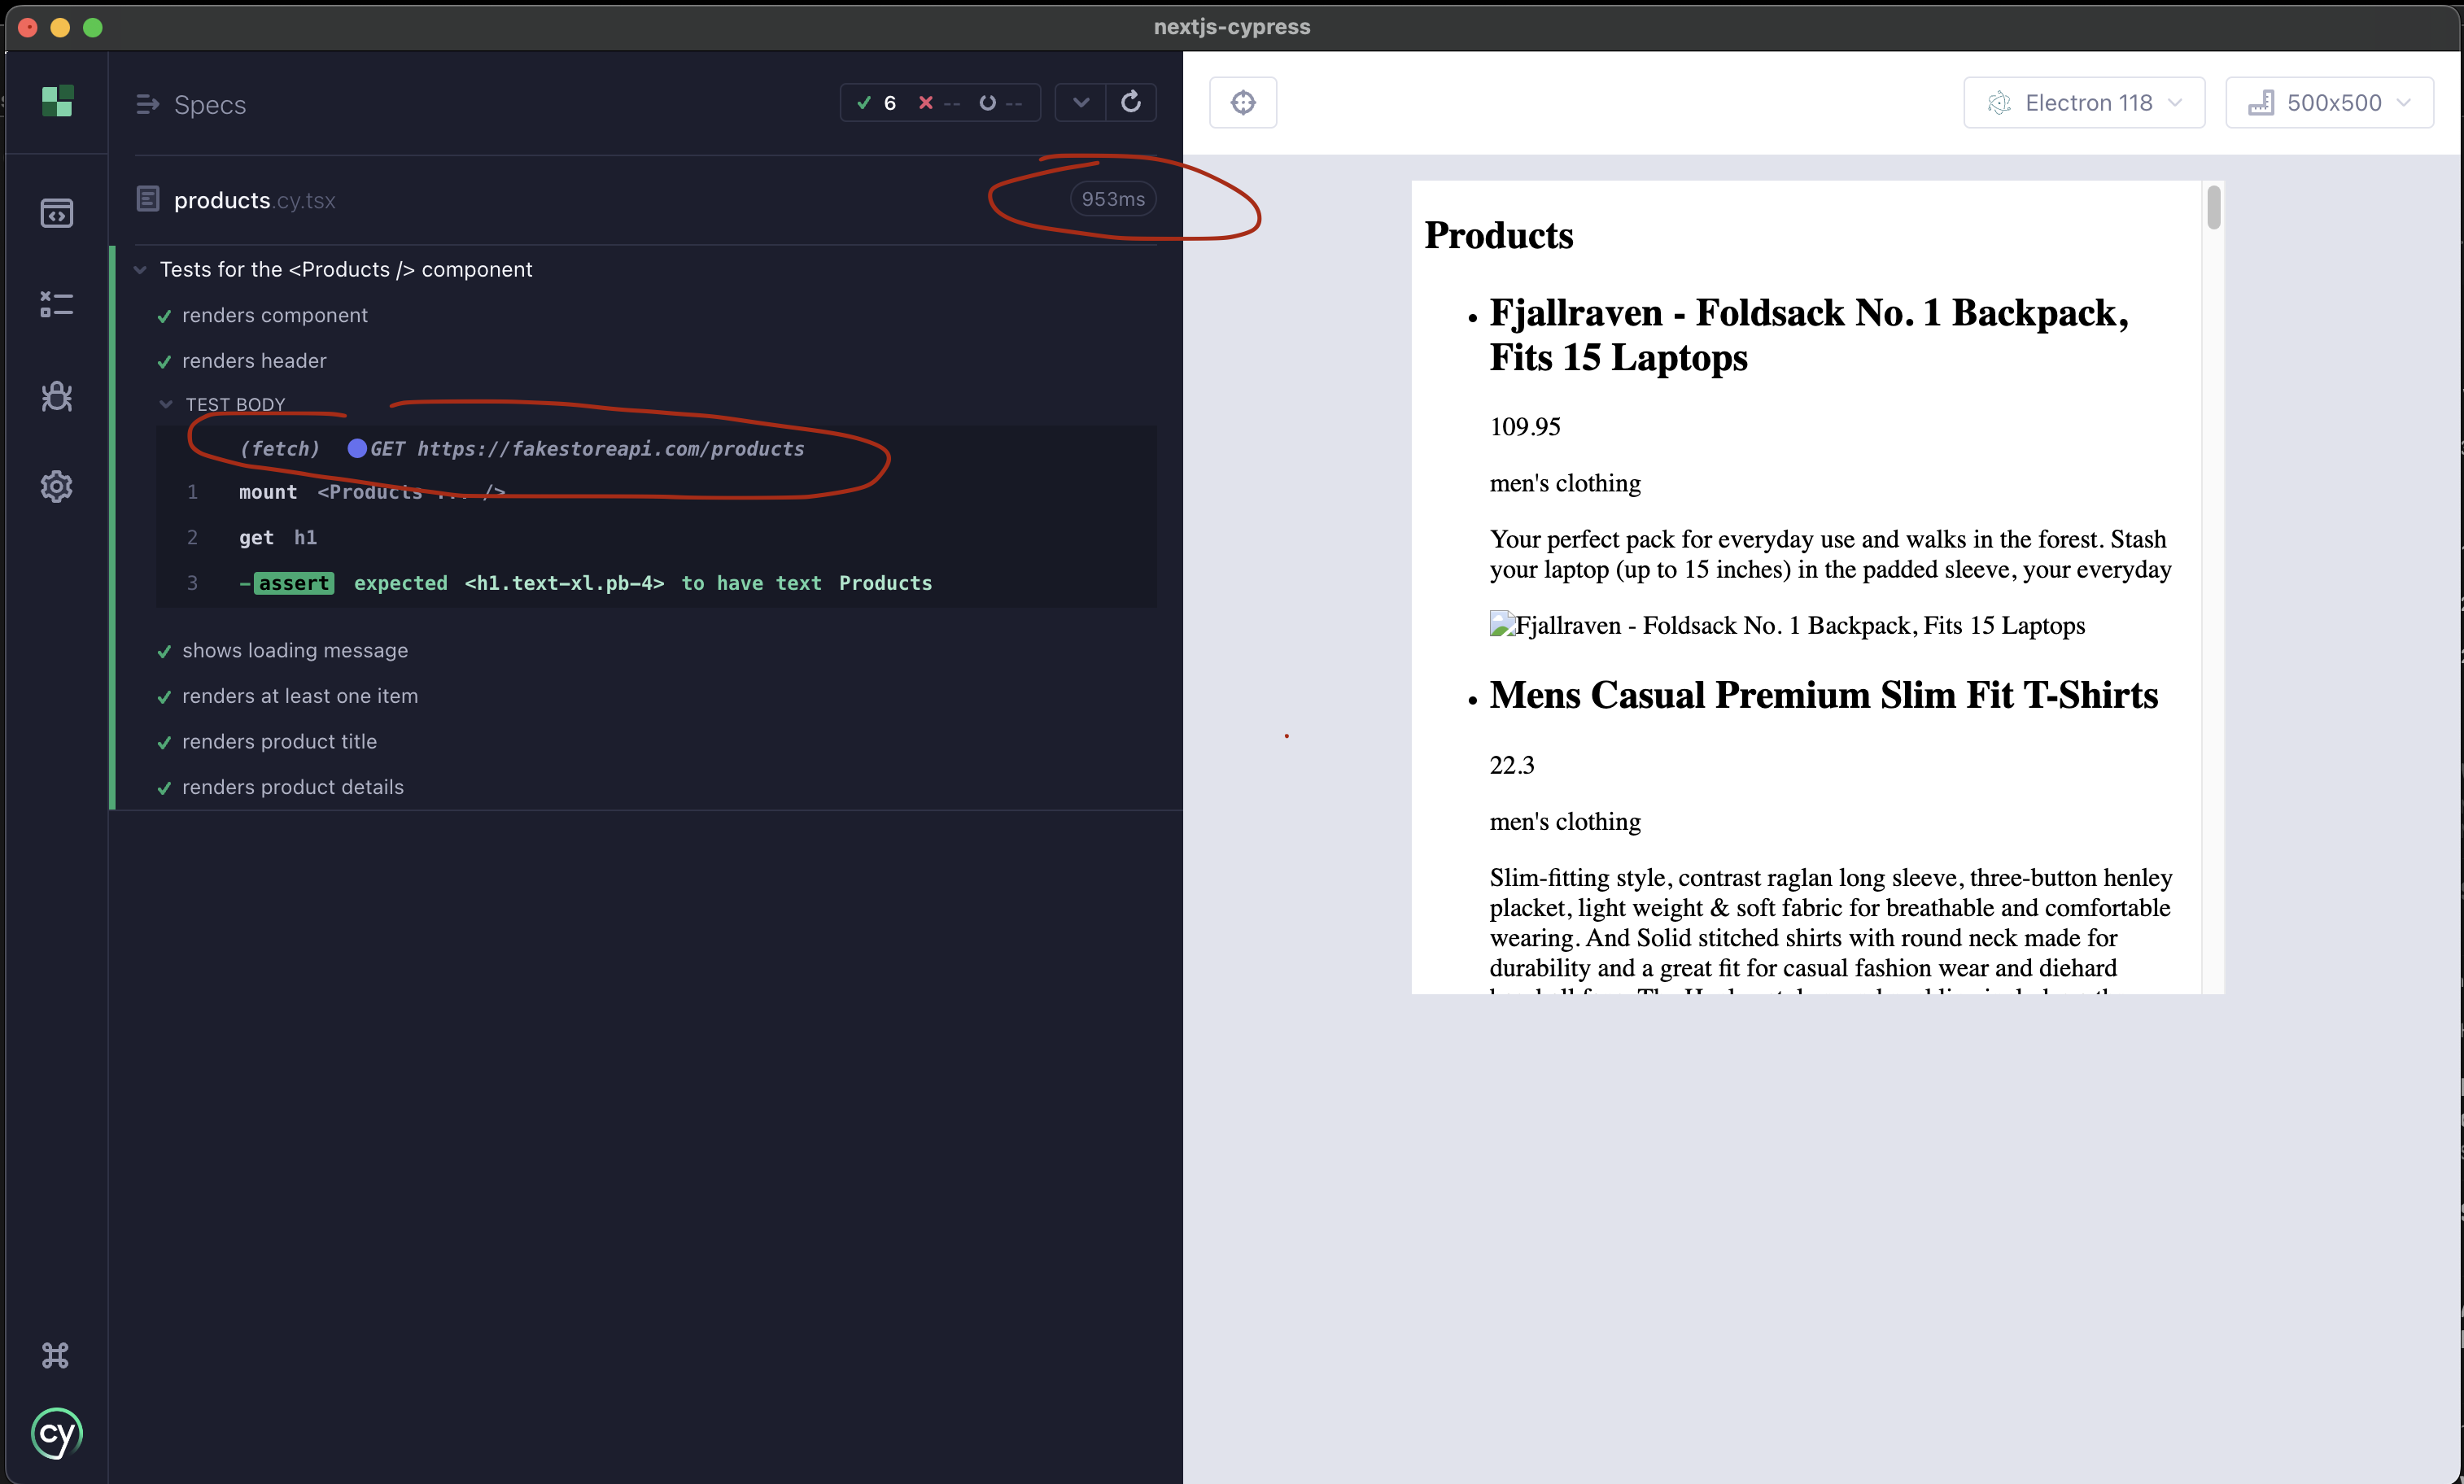 nextjs-cypress
Specs
6 -- --
Electron 118
500x500
products.cy.tsx
953ms
Tests for the <Products /> component
renders component
renders header
TEST BODY
(fetch) GET https://fakestoreapi.com/products
1 mount <Products ... />
2 get h1
3 -assert expected <h1.text-xl.pb-4> to have text Products
shows loading message
renders at least one item
renders product title
renders product details
cy
Products
Fjallraven - Foldsack No. 1 Backpack,
Fits 15 Laptops
109.95
men's clothing
Your perfect pack for everyday use and walks in the forest. Stash
your laptop (up to 15 inches) in the padded sleeve, your everyday
Fjallraven - Foldsack No. 1 Backpack, Fits 15 Laptops
Mens Casual Premium Slim Fit T-Shirts
22.3
men's clothing
Slim-fitting style, contrast raglan long sleeve, three-button henley
placket, light weight & soft fabric for breathable and comfortable
wearing. And Solid stitched shirts with round neck made for
durability and a great fit for casual fashion wear and diehard